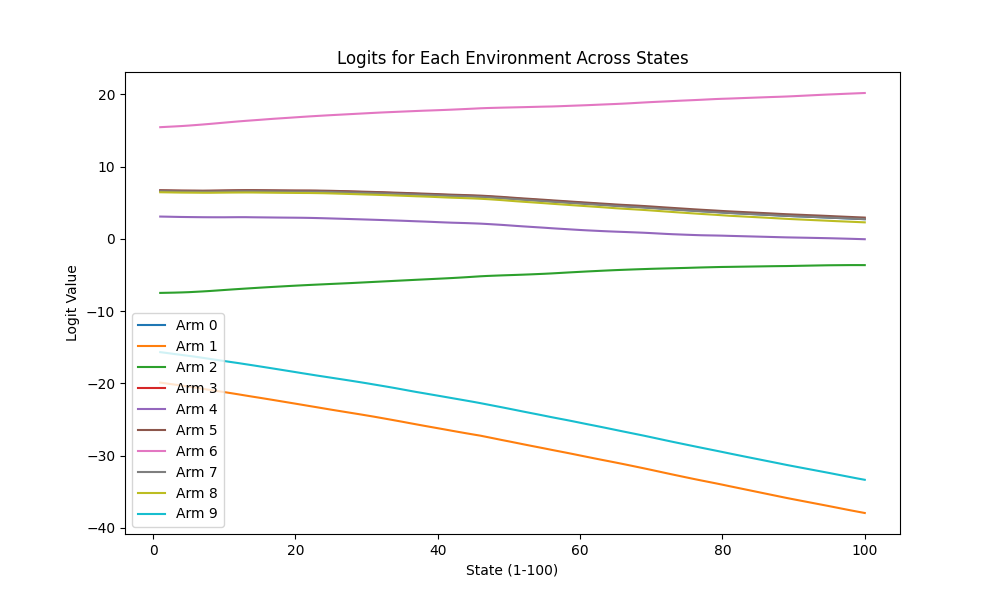 Logits for Each Environment Across States
Logit Value
20
10
0
−10
−20
−30
−40
Arm 0
Arm 1
Arm 2
Arm 3
Arm 4
Arm 5
Arm 6
Arm 7
Arm 8
Arm 9
0
20
40
60
80
100
State (1-100)